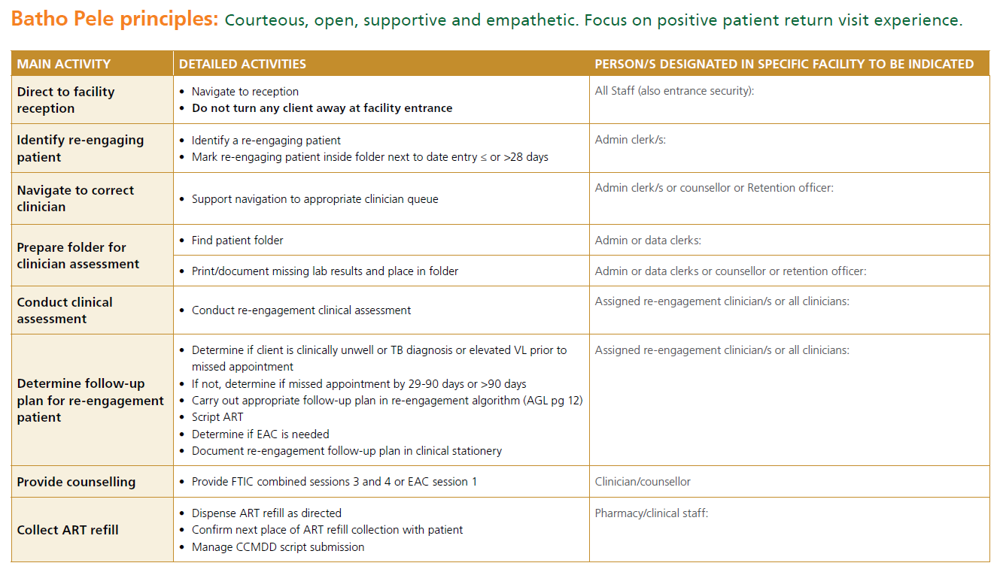 Batho Pele principles: Courteous, open, supportive and empathetic. Focus on positive patient return visit experience.
MAIN ACTIVITY
DETAILED ACTIVITIES
PERSON/S DESIGNATED IN SPECIFIC FACILITY TO BE INDICATED
Direct to facility
reception
• Navigate to reception
• Do not turn any client away at facility entrance
All Staff (also entrance security):
Identify re-engaging
patient
• Identify a re-engaging patient
• Mark re-engaging patient inside folder next to date entry ≤ or >28 days
Admin clerk/s:
Navigate to correct
clinician
• Support navigation to appropriate clinician queue
Admin clerk/s or counsellor or Retention officer:
Prepare folder for
clinician assessment
• Find patient folder
Admin or data clerks:
• Print/document missing lab results and place in folder
Admin or data clerks or counsellor or retention officer:
Conduct clinical
assessment
• Conduct re-engagement clinical assessment
Assigned re-engagement clinician/s or all clinicians:
Determine follow-up
plan for re-engagement
patient
• Determine if client is clinically unwell or TB diagnosis or elevated VL prior to
missed appointment
• If not, determine if missed appointment by 29-90 days or >90 days
• Carry out appropriate follow-up plan in re-engagement algorithm (AGL pg 12)
• Script ART
• Determine if EAC is needed
• Document re-engagement follow-up plan in clinical stationery
Assigned re-engagement clinician/s or all clinicians:
Provide counselling
• Provide FTIC combined sessions 3 and 4 or EAC session 1
Clinician/counsellor
Collect ART refill
• Dispense ART refill as directed
• Confirm next place of ART refill collection with patient
• Manage CCMDD script submission
Pharmacy/clinical staff: